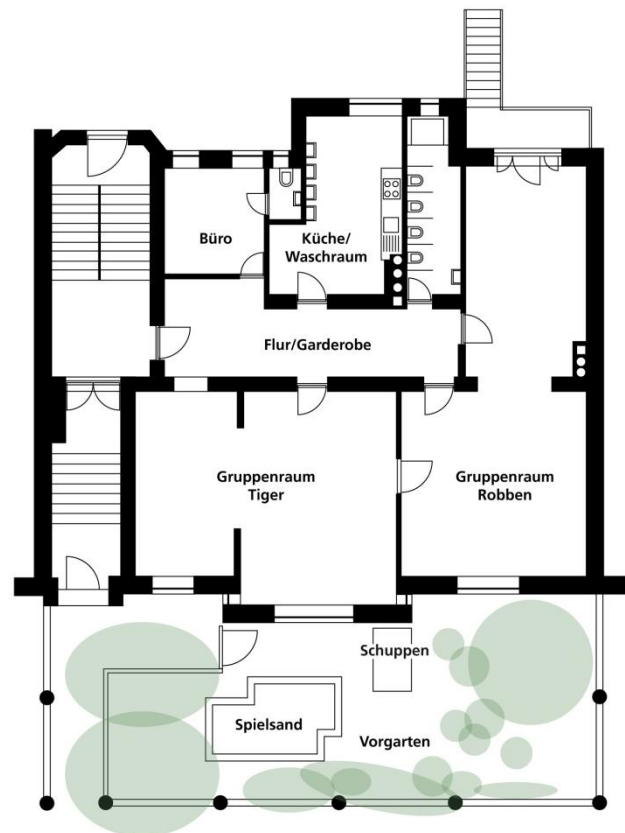 Büro
Küche/
Waschraum
Flur/Garderobe
Gruppenraum
Tiger
Gruppenraum
Robben
Schuppen
Spielsand
Vorgarten